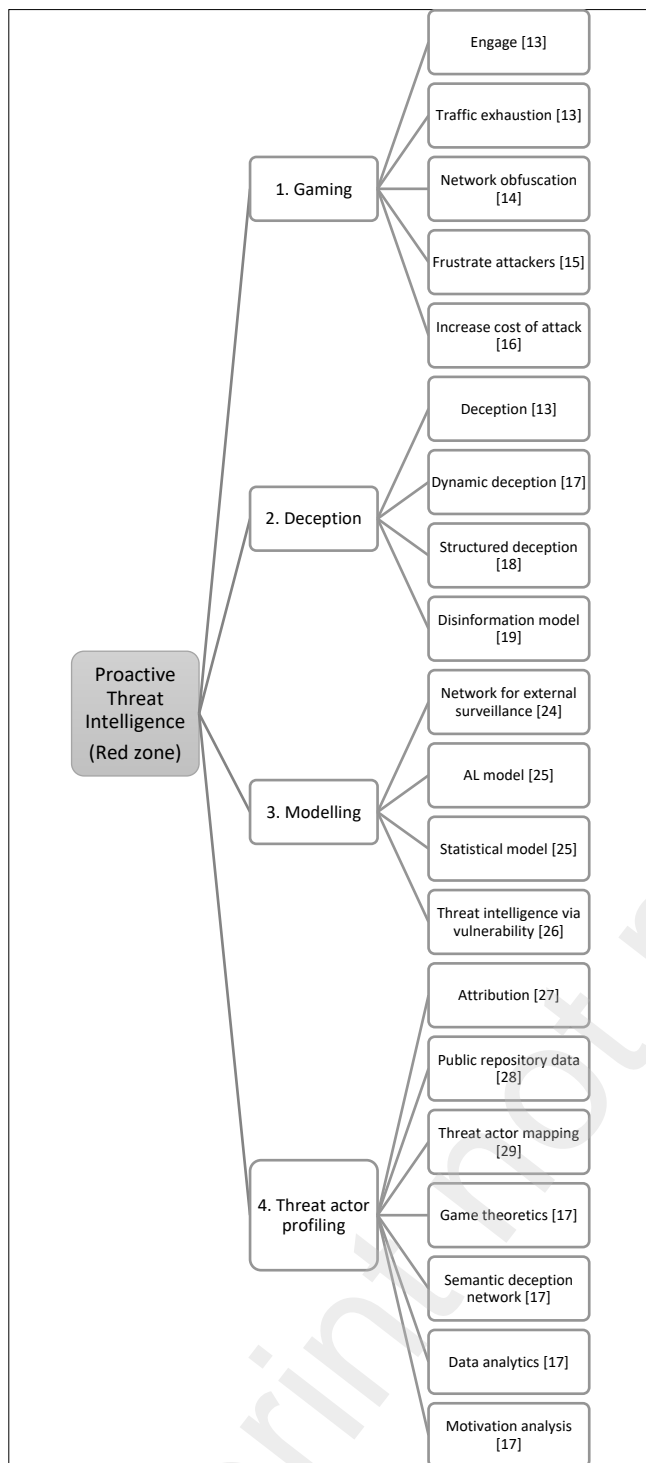 Engage [13]
Traffic exhaustion [13]
1. Gaming
Network obfuscation
[14]
Frustrate attackers [15]
Increase cost of attack
[16]
Deception [13]
Dynamic deception [17]
2. Deception
Structured deception
[18]
Disinformation model
[19]
Proactive
Threat
Intelligence
(Red zone)
Network for external
surveillance [24]
AL model [25]
3. Modelling
Statistical model [25]
Threat intelligence via
vulnerability [26]
Attribution [27]
Public repository data
[28]
Threat actor mapping
[29]
4. Threat actor
profiling
Game theoretics [17]
Semantic deception
network [17]
Data analytics [17]
Motivation analysis
[17]
rint not